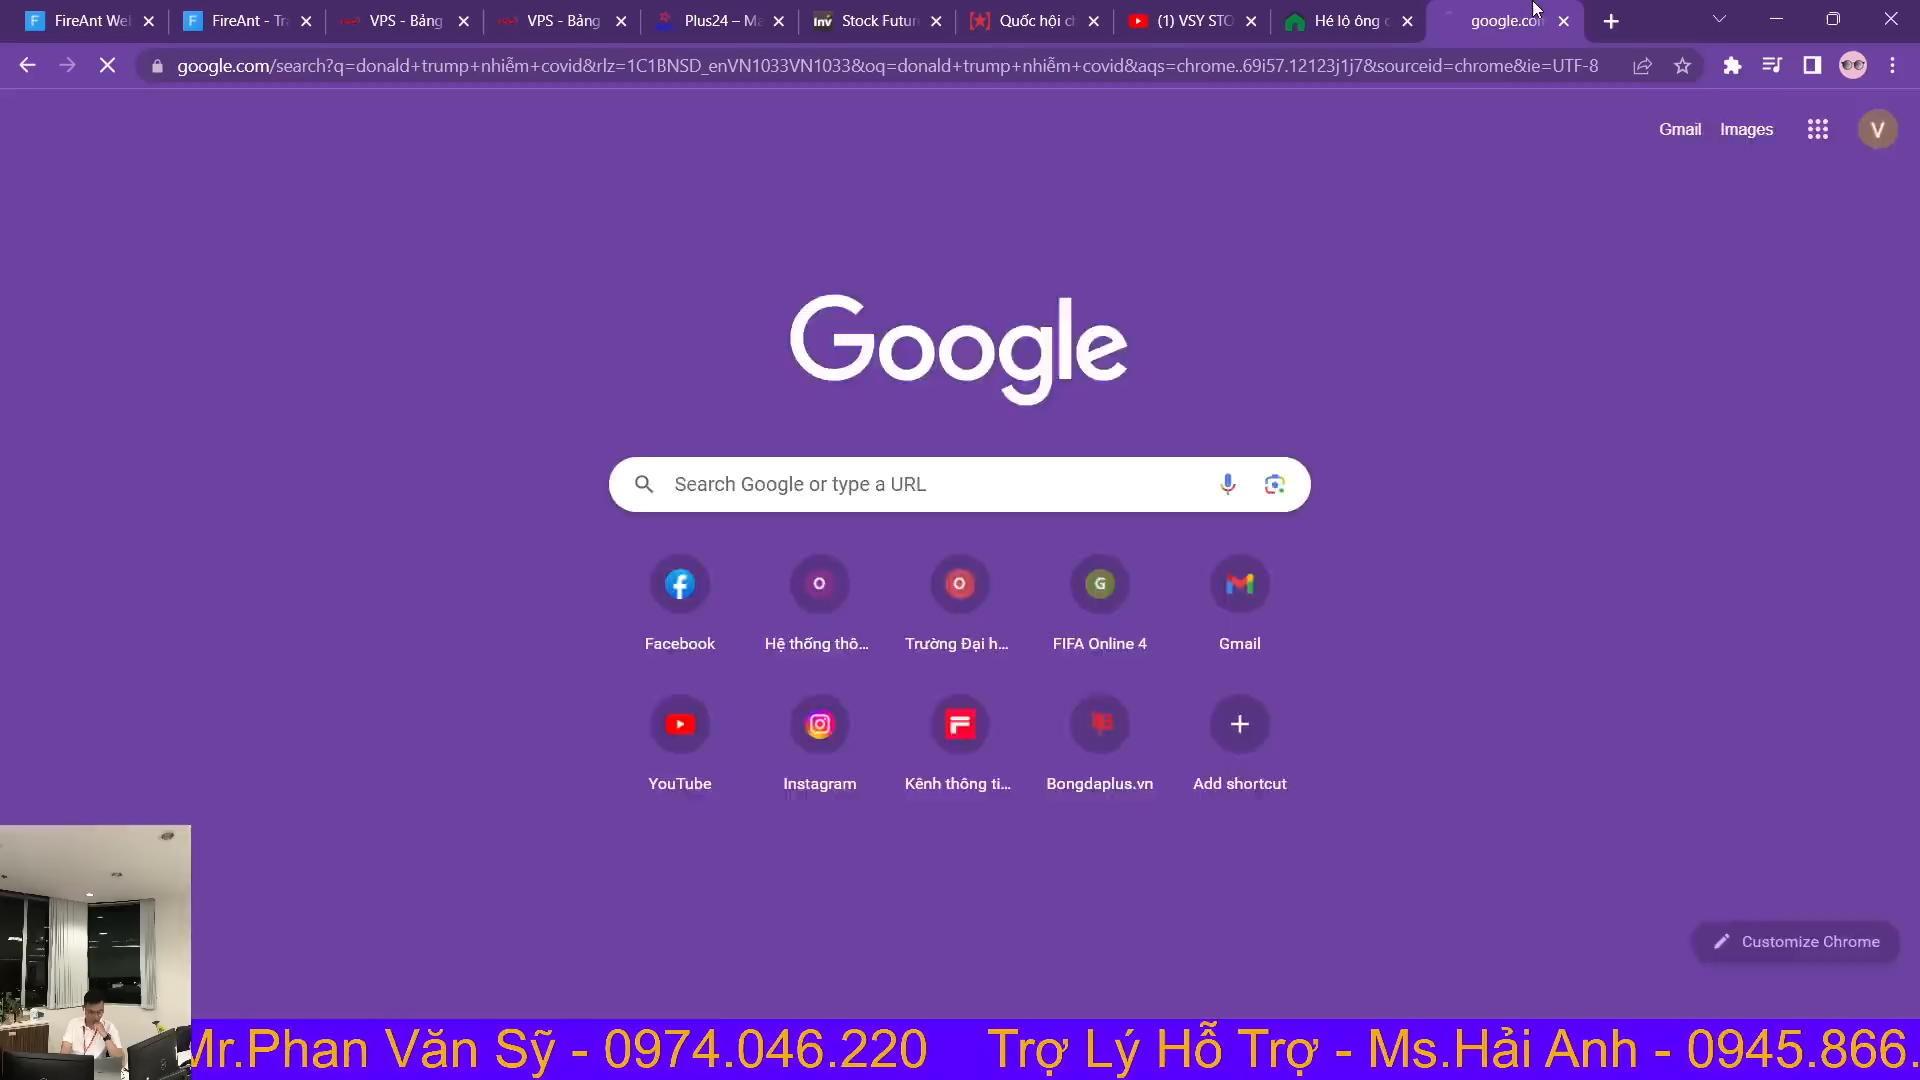 FireAnt We
FireAnt - Tr
VPS - Bảng
VPS - Bảng
Plus24 – Ma
Stock Futur
Quốc hội c
(1) VSY STO
Hé lộ ông c
google.co
google.com/search?q=donald+trump+nhiễm+covid&rlz=1C1BNSD_enVN1033VN1033&oq=donald+trump+nhiễm+covid&aqs=chrome..69i57.12123j1j7&sourceid=chrome&ie=UTF-8
Gmail Images V
Google
Search Google or type a URL
Facebook
Hệ thống thô...
Trường Đại h...
FIFA Online 4
Gmail
YouTube
Instagram
Kênh thông ti...
Bongdaplus.vn
Add shortcut
Customize Chrome
Mr.Phan Văn Sỹ - 0974.046.220 Trợ Lý Hỗ Trợ - Ms.Hải Anh - 0945.866.